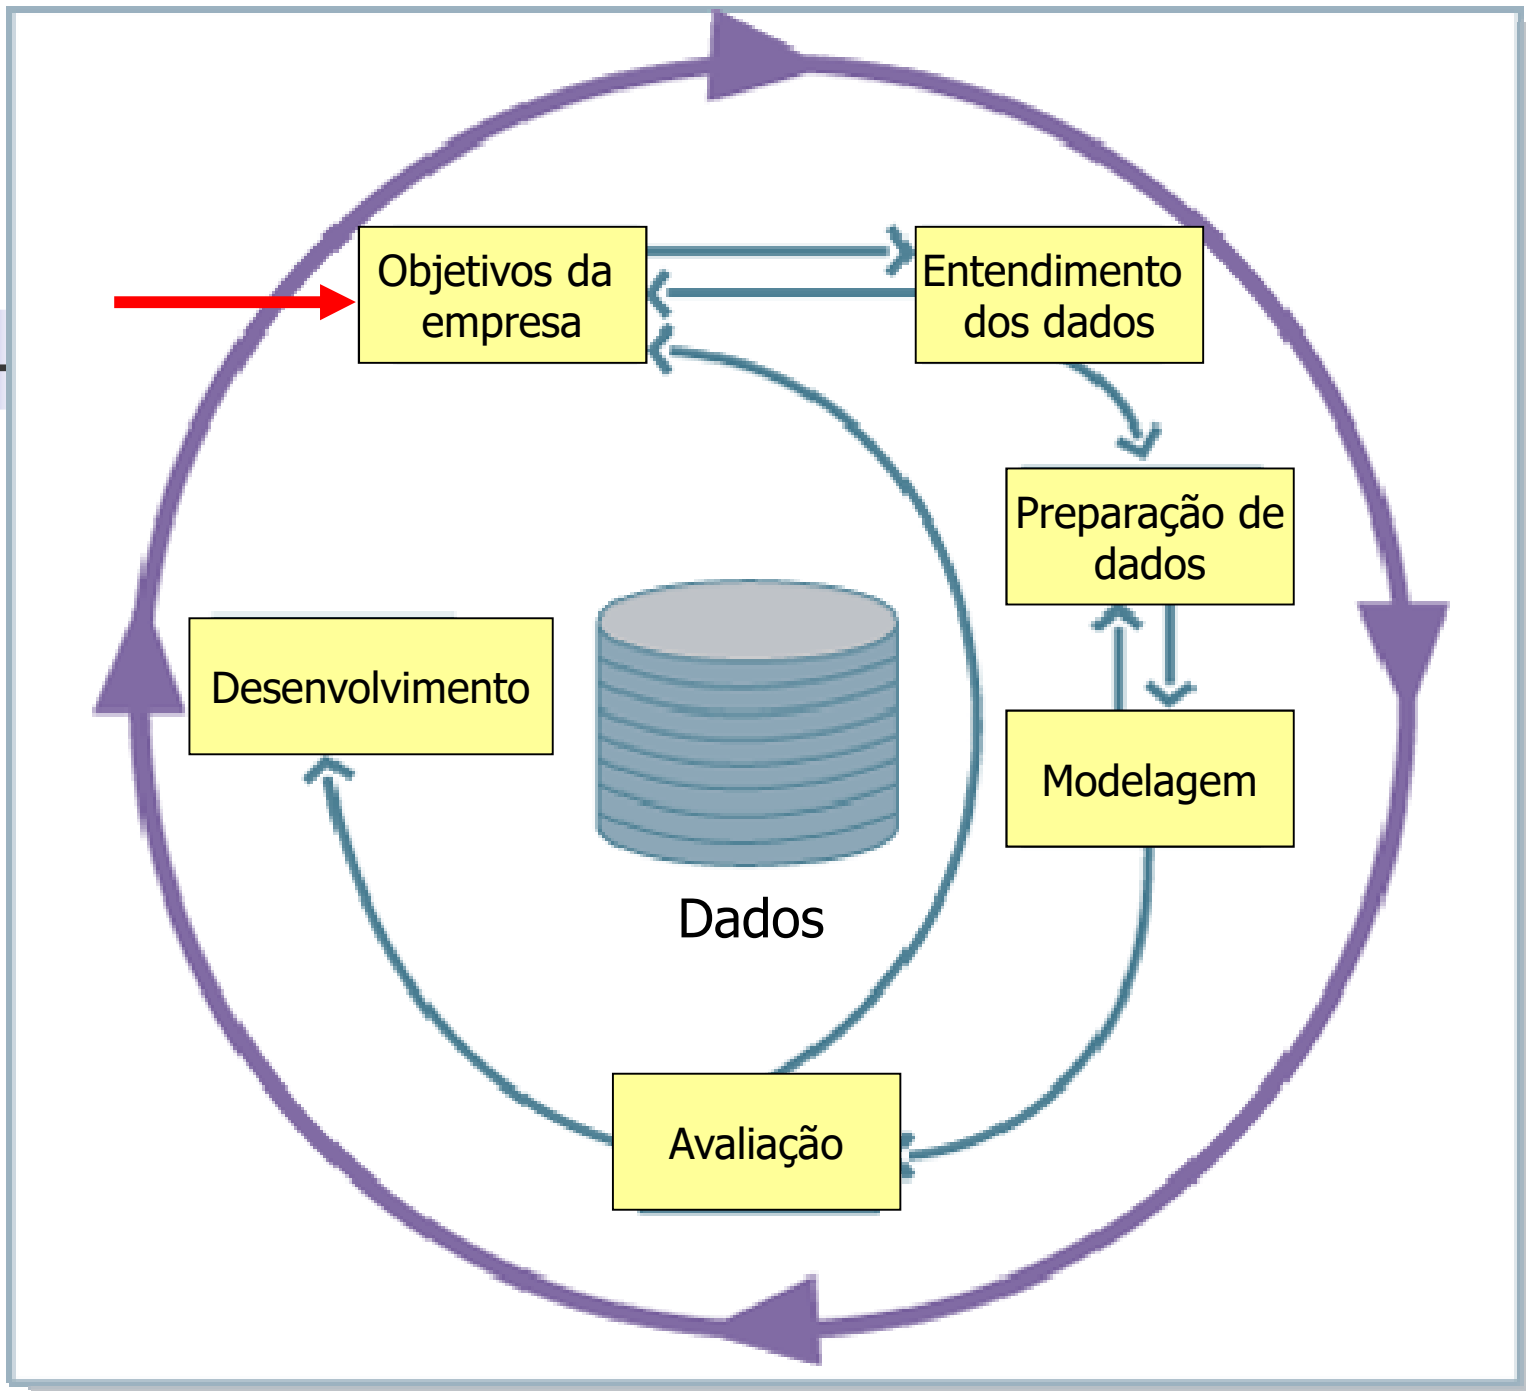 Objetivos da
empresa
Entendimento
dos dados
Preparação de
dados
Desenvolvimento
Modelagem
Dados
Avaliação